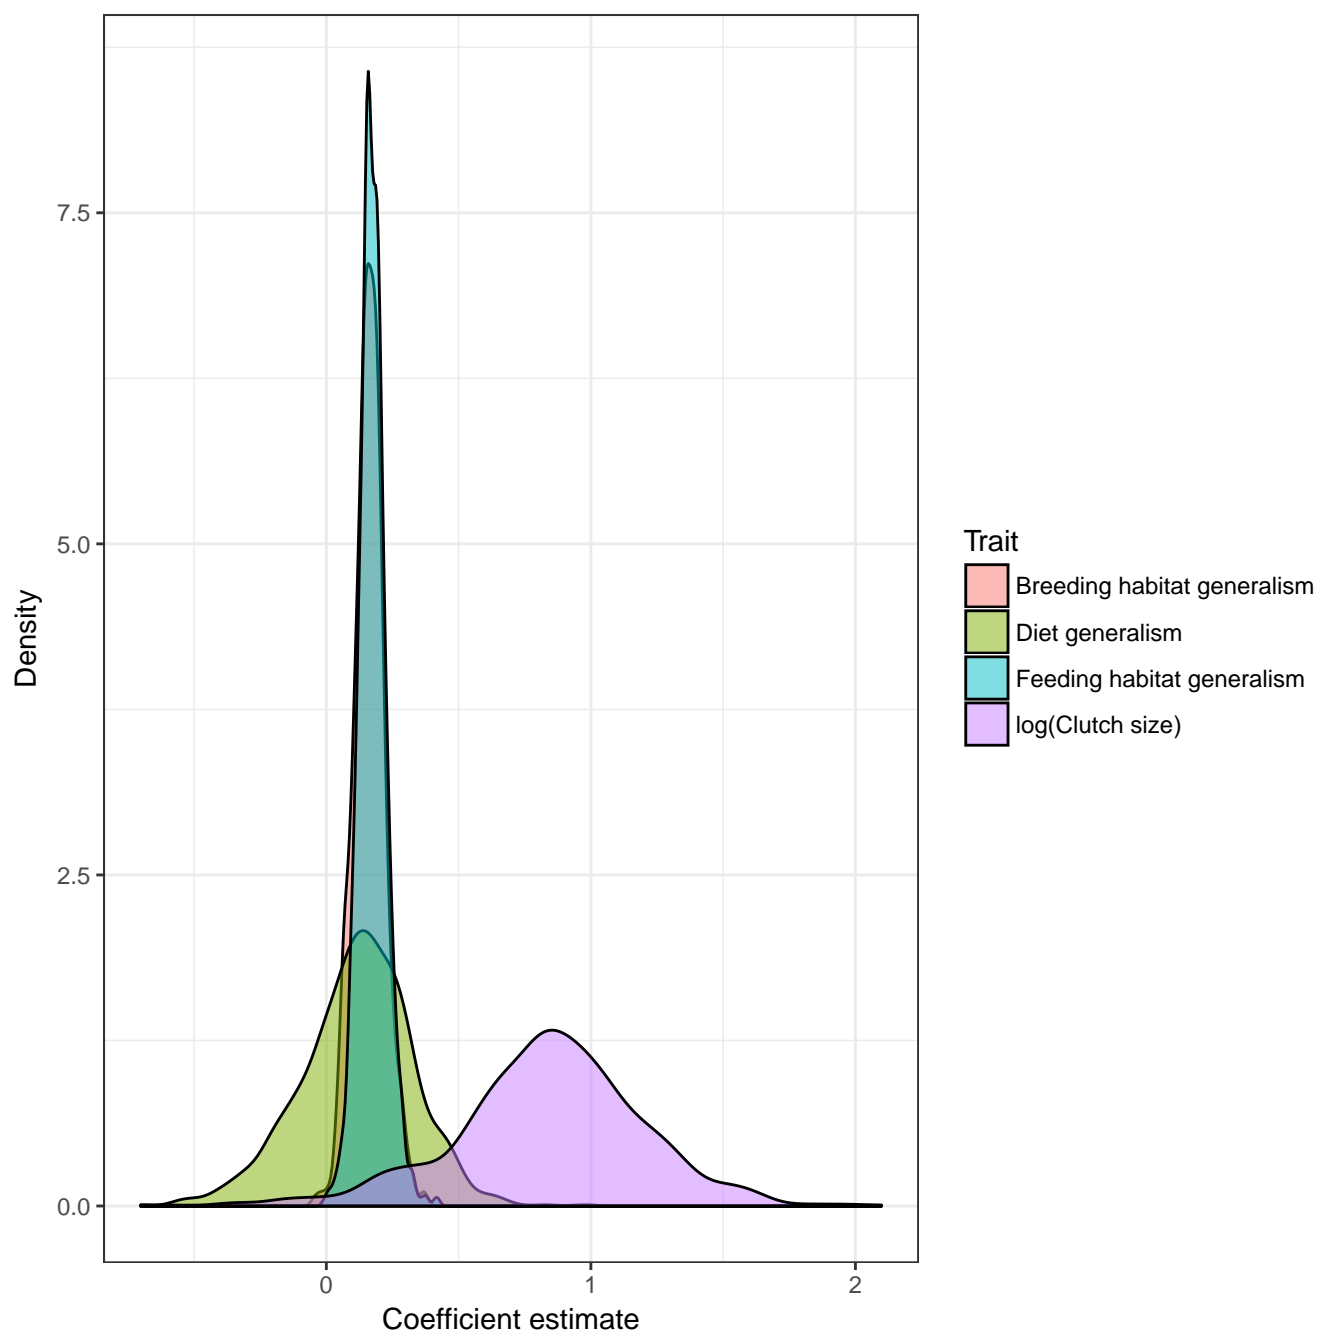 7.5
5.0
2.5
0.0
Density
0
1
2
Coefficient estimate
Trait
Breeding habitat generalism
Diet generalism
Feeding habitat generalism
log(Clutch size)